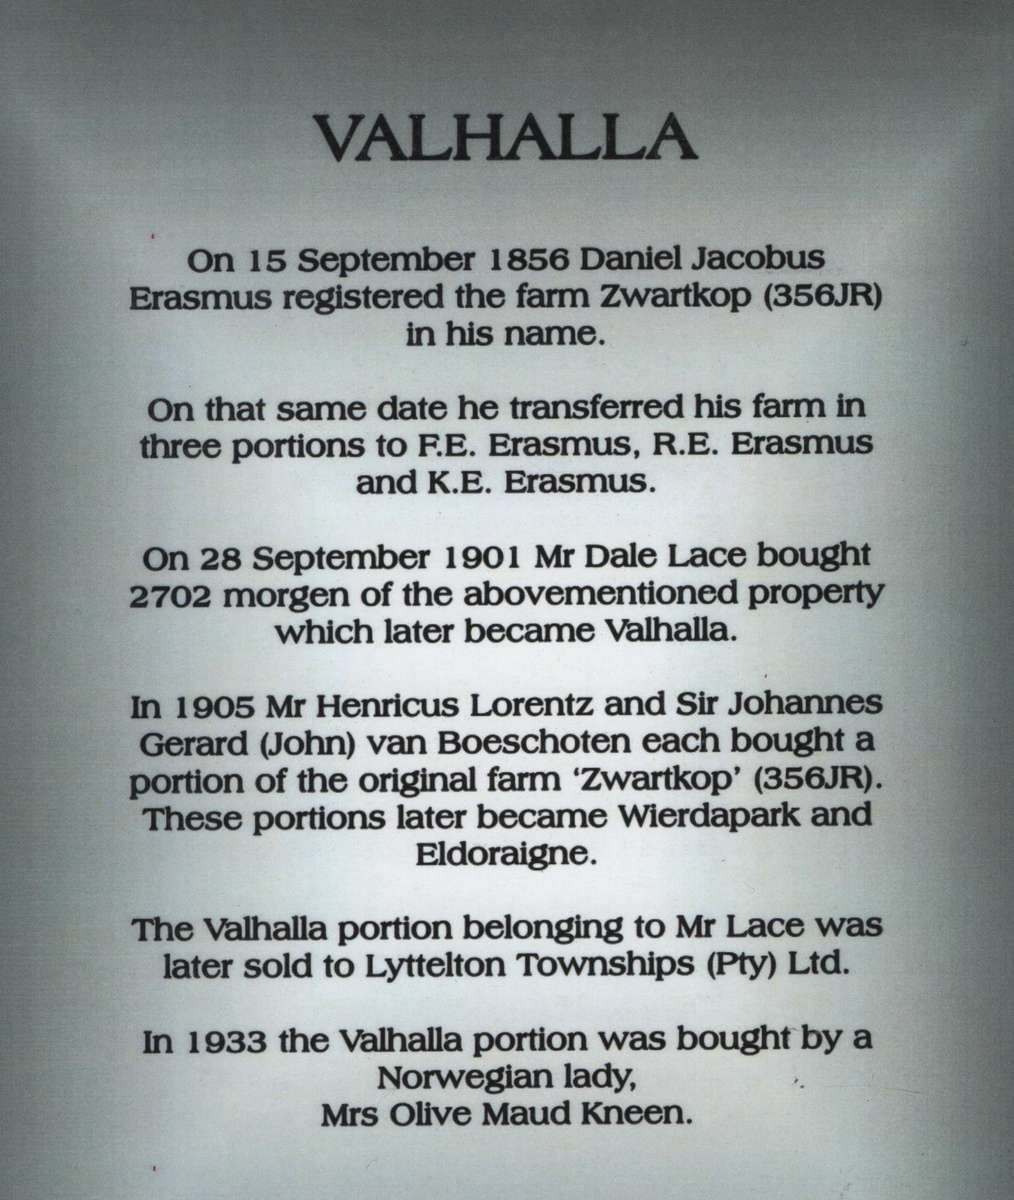 VALHALLA
On 15 September 1856 Daniel Jacobus
Erasmus registered the farm Zwartkop (356JR)
in his name.
On that same date he transferred his farm in
three portions to F.E. Erasmus, R.E. Erasmus
and K.E. Erasmus.
On 28 September 1901 Mr Dale Lace bought
2702 morgen of the abovementioned property
which later became Valhalla.
In 1905 Mr Henricus Lorentz and Sir Johannes
Gerard (John) van Boeschoten each bought a
portion of the original farm ‘Zwartkop’ (356JR).
These portions later became Wierdapark and
Eldoraigne.
The Valhalla portion belonging to Mr Lace was
later sold to Lyttelton Townships (Pty) Ltd.
In 1933 the Valhalla portion was bought by a
Norwegian lady,
Mrs Olive Maud Kneen.